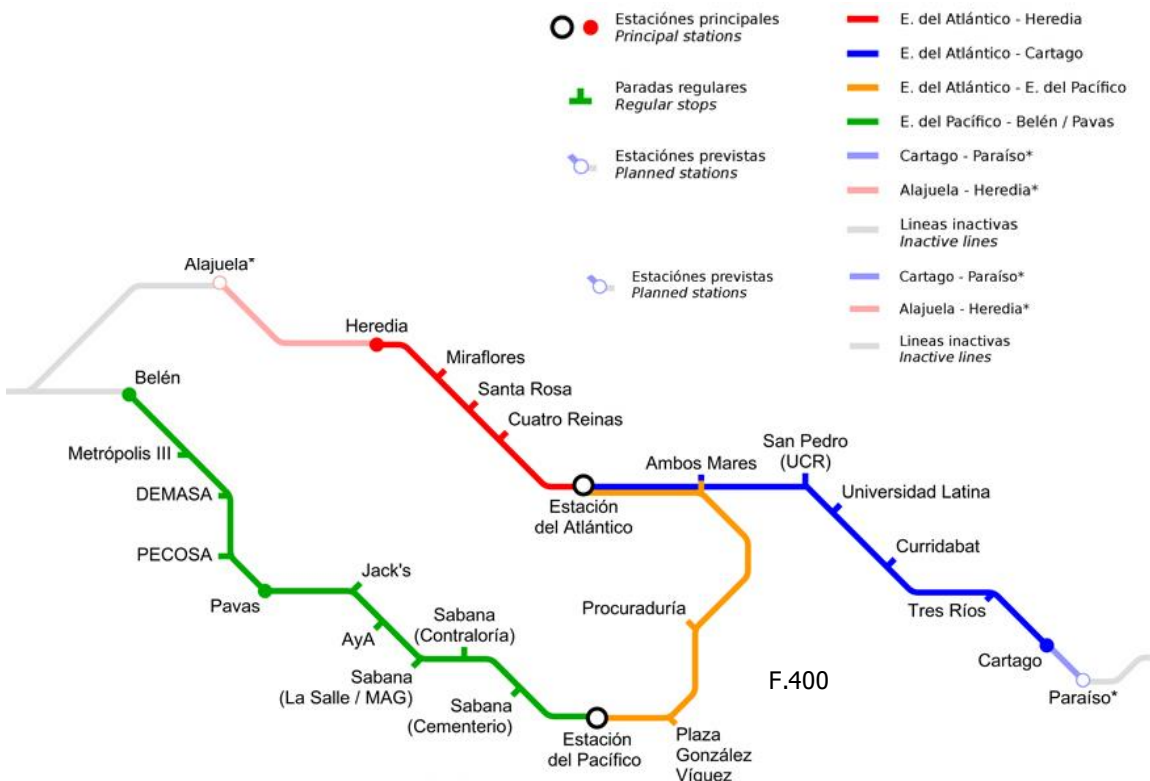 Estaciónes principales
Principal stations
Paradas regulares
Regular stops
Estaciónes previstas
Planned stations
Estaciónes previstas
Planned stations
E. del Atlántico - Heredia
E. del Atlántico - Cartago
E. del Atlántico - E. del Pacífico
E. del Pacífico - Belén / Pavas
Cartago - Paraíso*
Alajuela - Heredia*
Lineas inactivas
Inactive lines
Cartago - Paraíso*
Alajuela - Heredia*
Lineas inactivas
Inactive lines
Alajuela*
Heredia
Miraflores
Santa Rosa
Cuatro Reinas
Estación
del Atlántico
Ambos Mares
San Pedro
(UCR)
Universidad Latina
Curridabat
Tres Ríos
Cartago
Paraíso*
Belén
Metrópolis III
DEMASA
PECOSA
Pavas
Jack's
AyA
Sabana
(La Salle / MAG)
Sabana
(Contraloría)
Sabana
(Cementerio)
Estación
del Pacífico
Plaza
González
Víquez
Procuraduría
F.400